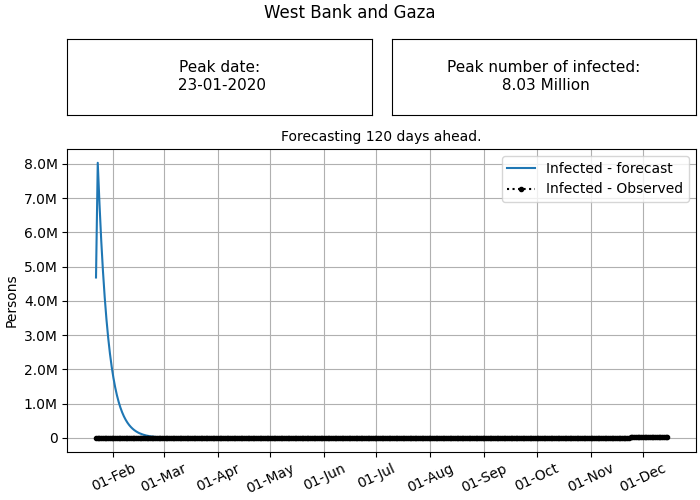 West Bank and Gaza
Peak date:
23-01-2020
Peak number of infected:
8.03 Million
Forecasting 120 days ahead.
Infected - forecast
Infected - Observed
Persons
8.0M
7.0M
6.0M
5.0M
4.0M
3.0M
2.0M
1.0M
0
01-Feb 01-Mar 01-Apr 01-May 01-Jun 01-Jul 01-Aug 01-Sep 01-Oct 01-Nov 01-Dec